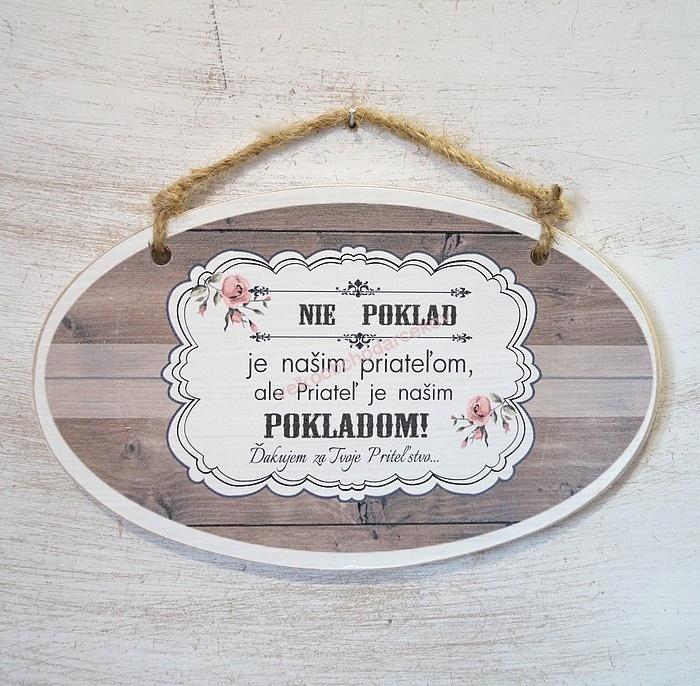 NIE POKLAD
je našim priateľom,
ale Priateľ je našim
POKLADOM!
Ďakujem za Tvoje Priteľstvo...